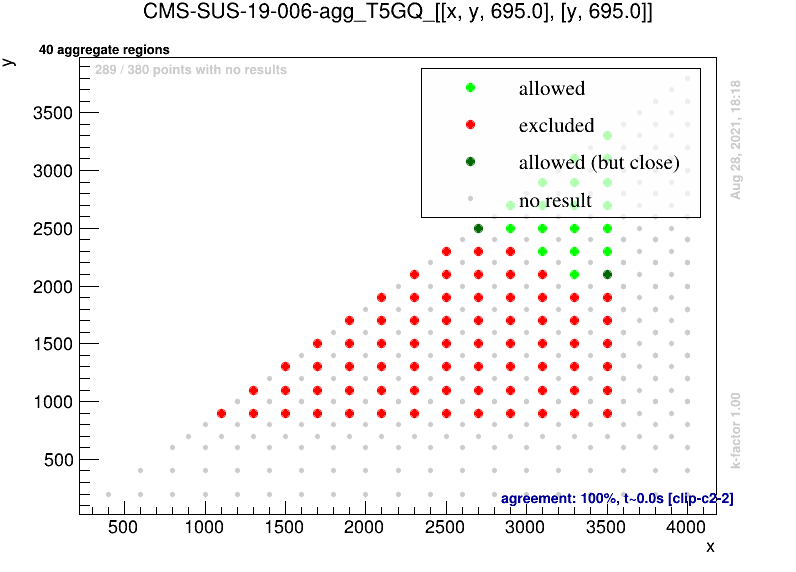 CMS-SUS-19-006-agg_T5GQ_[[x, y, 695.0], [y, 695.0]]
40 aggregate regions
289 / 380 points with no results
y
3500
3000
2500
2000
1500
1000
500
allowed
excluded
allowed (but close)
no result
Aug 28, 2021, 18:18
k-factor 1.00
agreement: 100%, t~0.0s [clip-c2-2]
500 1000 1500 2000 2500 3000 3500 4000
x